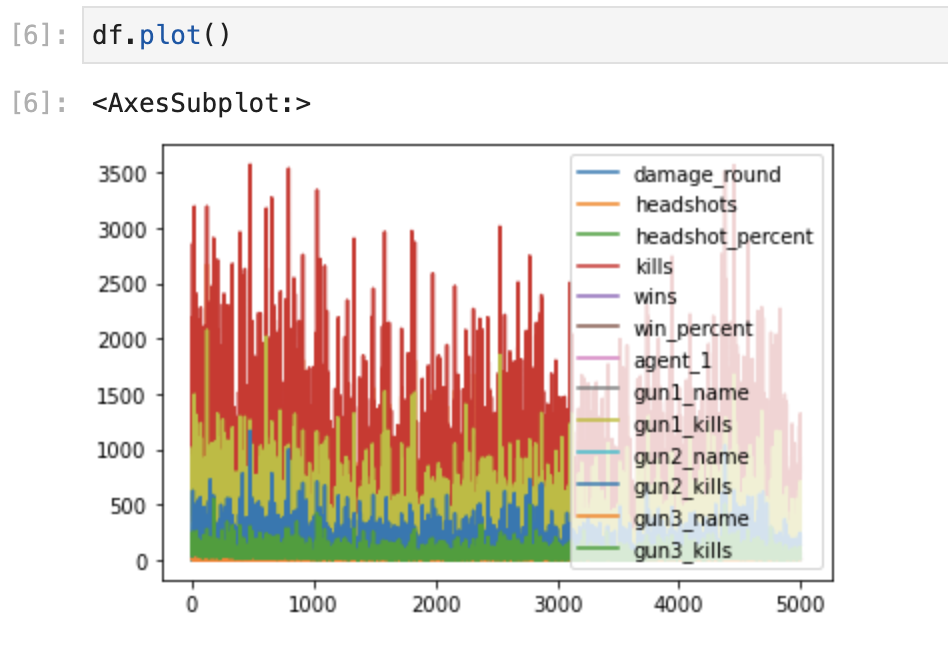 [6]: df.plot()
[6]: <AxesSubplot:>
3500
3000
2500
2000
1500
1000
500
0
damage_round
headshots
headshot_percent
kills
wins
win_percent
agent_1
gun1_name
gun1_kills
gun2_name
gun2_kills
gun3_name
gun3_kills
0 1000 2000 3000 4000 5000